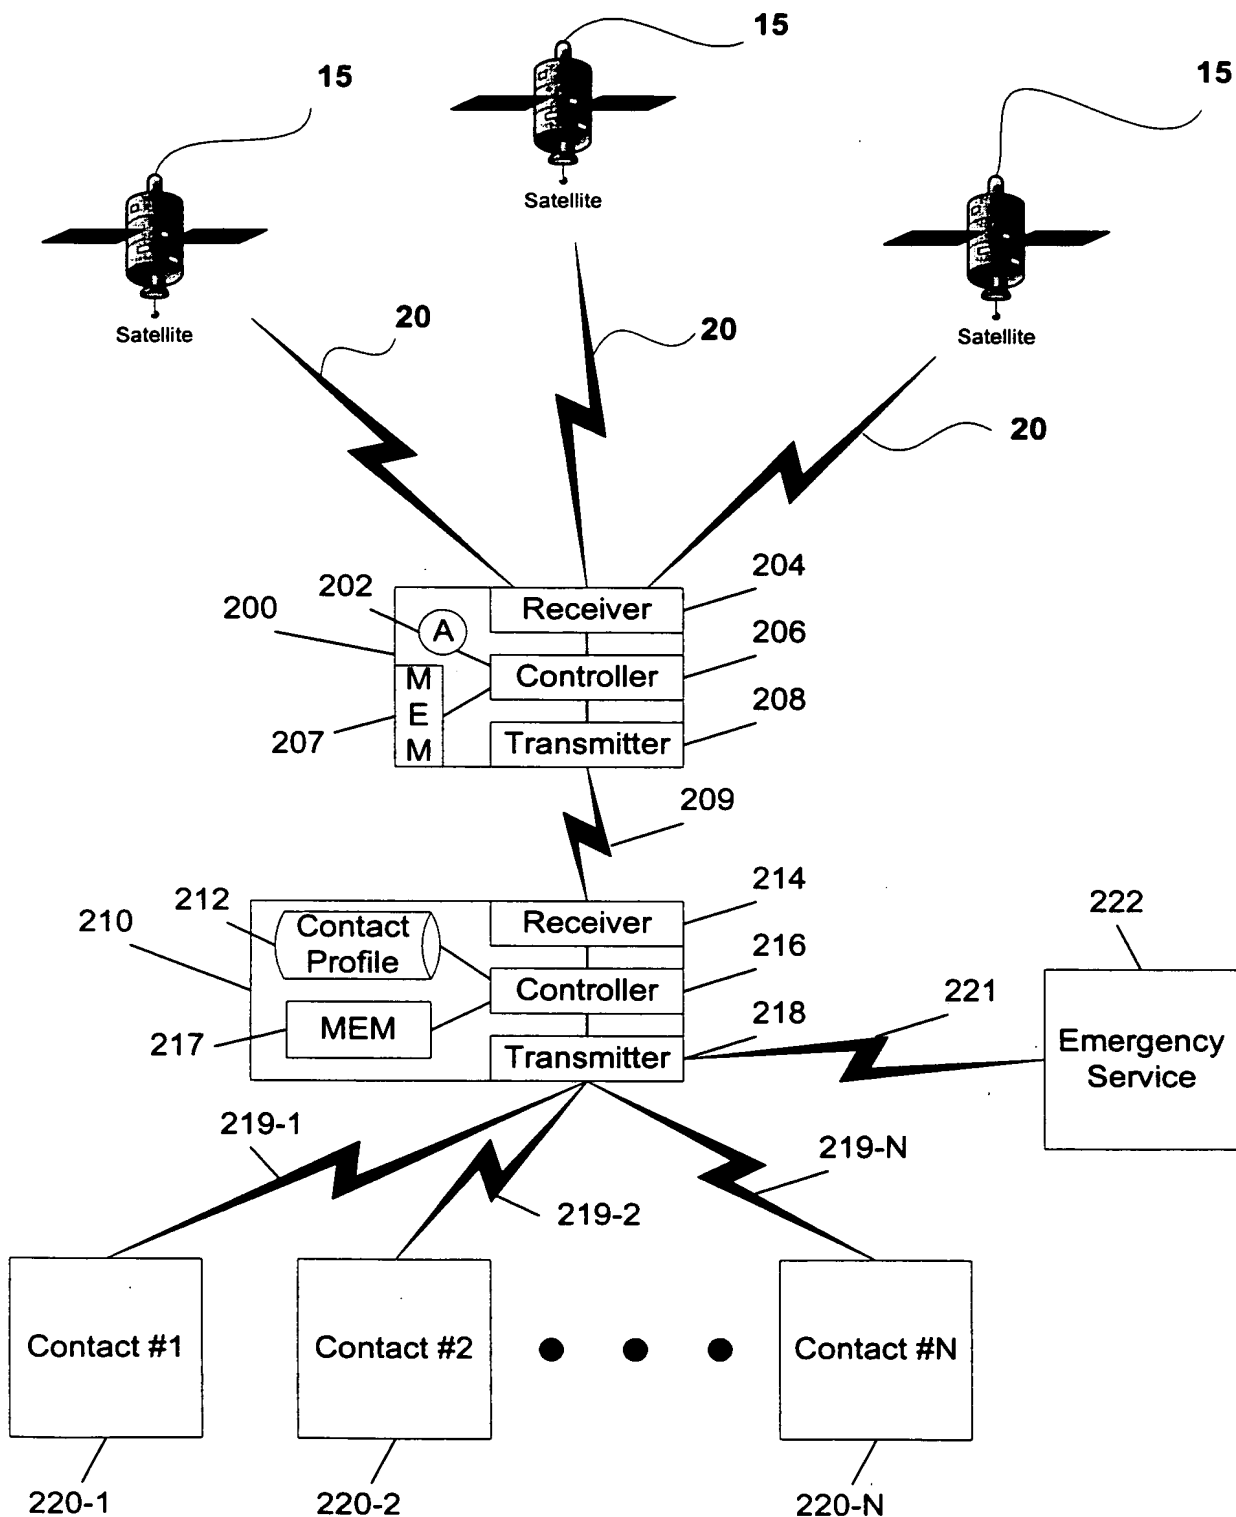 15
15
15
Satellite
Satellite
Satellite
20
20
20
202
204
200
Receiver
A
206
Controller
M
E
M
208
207
Transmitter
209
212
214
210
Receiver
Contact
Profile
216
222
Controller
221
217
MEM
218
Transmitter
Emergency
Service
219-1
219-N
219-2
Contact #1
Contact #2
Contact #N
220-1
220-2
220-N